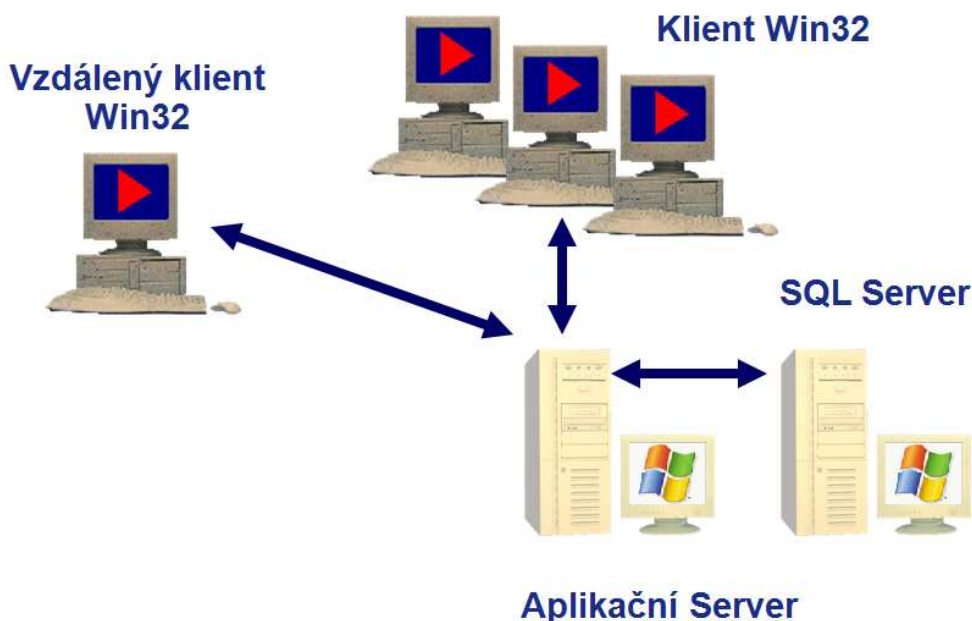 Klient Win32
Vzdálený klient
Win32
SQL Server
Aplikační Server